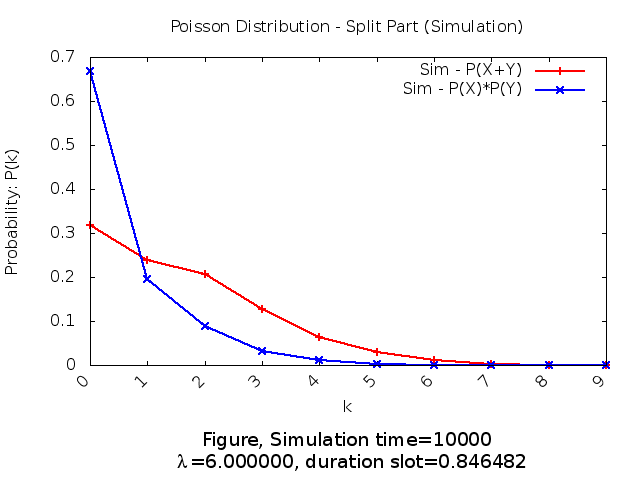 Poisson Distribution - Split Part (Simulation)
0.7
0.6
0.5
0.4
0.3
0.2
0.1
0
Probability: P(k)
Sim - P(X+Y)
Sim - P(X)*P(Y)
0 1 2 3 4 5 6 7 8 9
k
Figure, Simulation time=10000
λ=6.000000, duration slot=0.846482